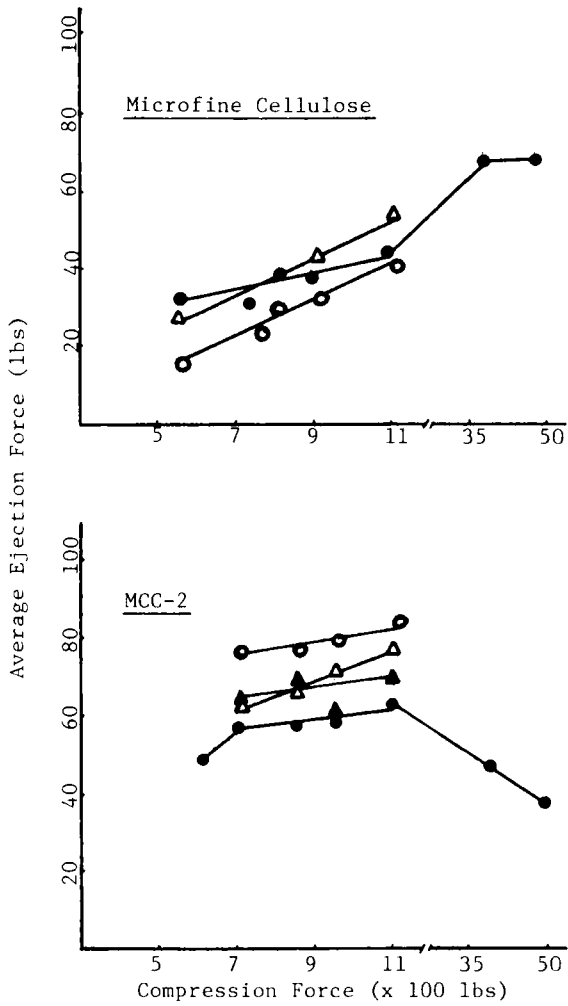 100
Microfine Cellulose
80
60
40
20
5 7 9 11 35 50
Average Ejection Force (lbs)
100
MCC-2
80
60
40
20
5 7 9 11 35 50
Compression Force (x 100 lbs)